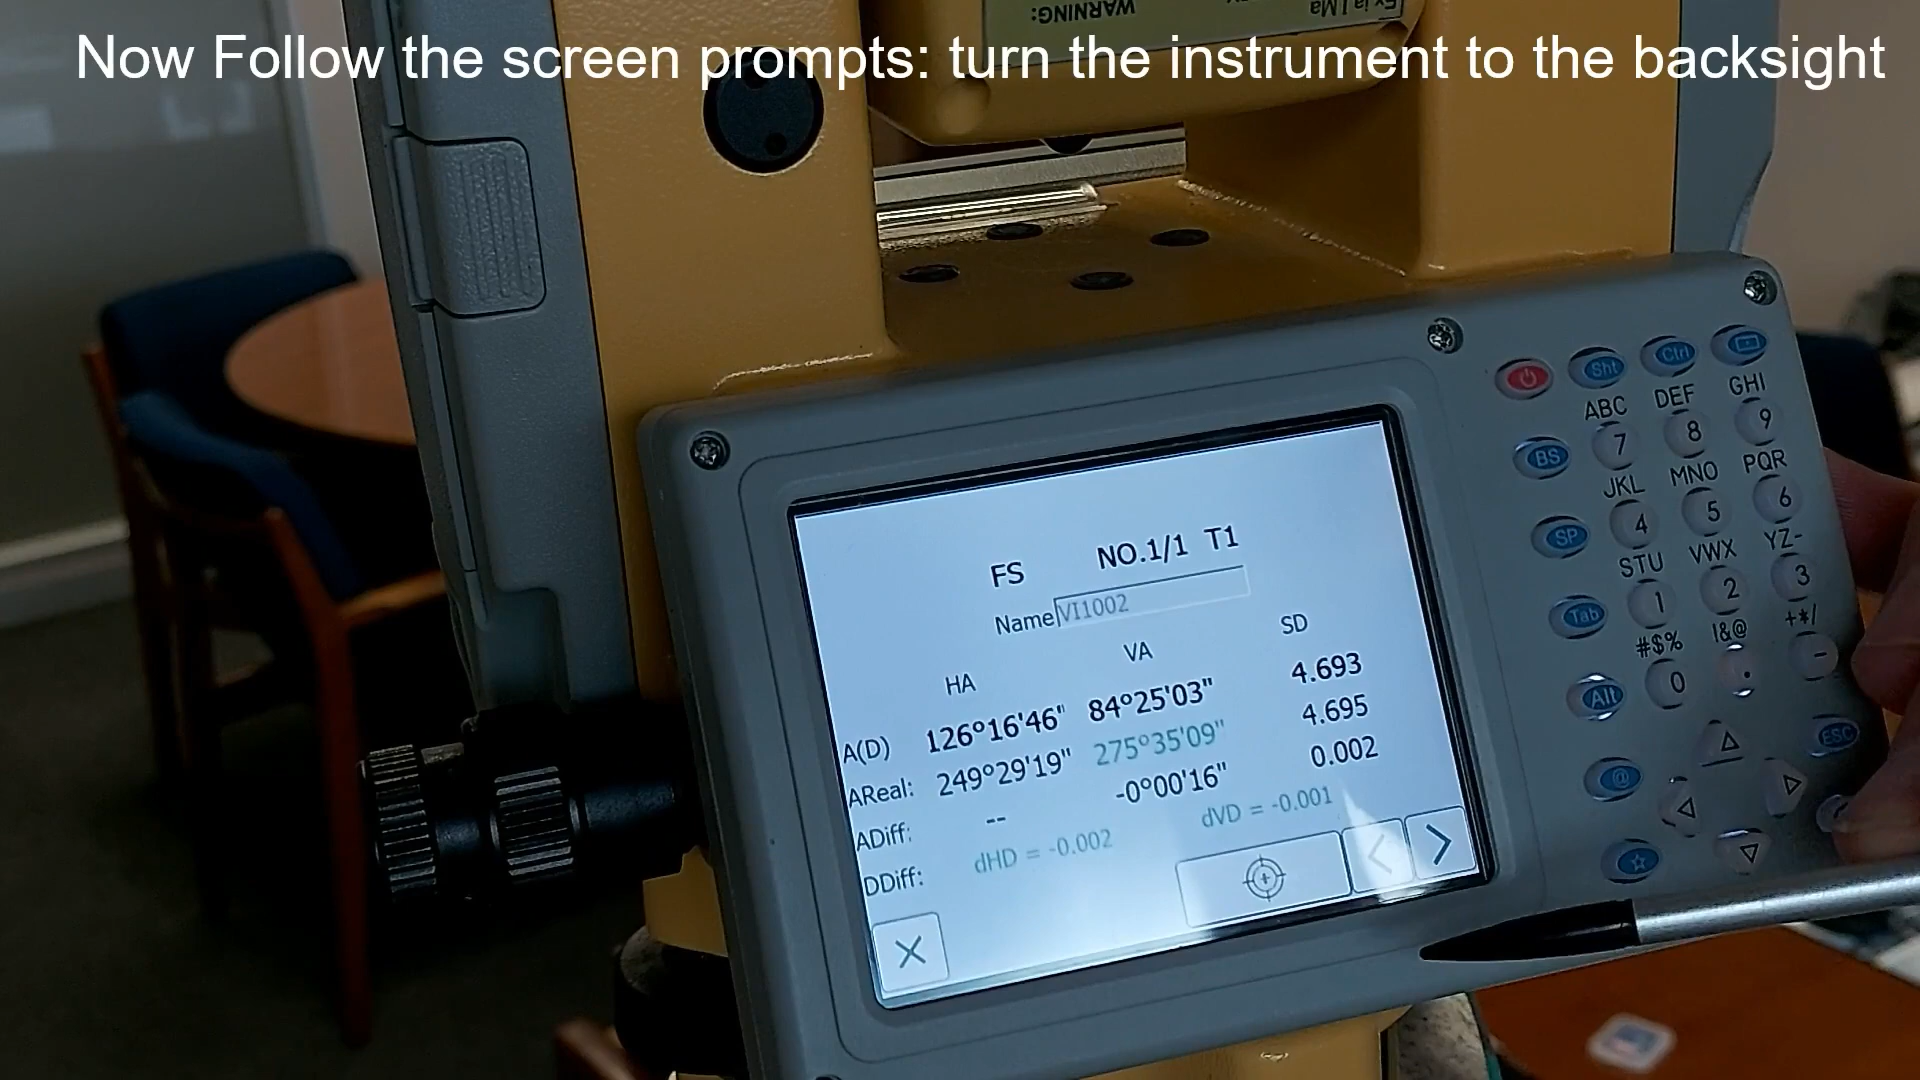 WARNING:
Ex ia I Ma
Now Follow the screen prompts: turn the instrument to the backsight
FS NO.1/1 T1
Name VI1002
HA VA SD
A(D) 126°16'46" 84°25'03" 4.693
AReal: 249°29'19" 275°35'09" 4.695
ADiff: -- -0°00'16" 0.002
DDiff: dHD = -0.002 dVD = -0.001
Sht Ctrl
ABC DEF GHI
BS 7 8 9
JKL MNO PQR
SP 4 5 6
STU VWX YZ-
Tab 1 2 3
#$% !&@ +*/
Alt 0 . -
ESC
@